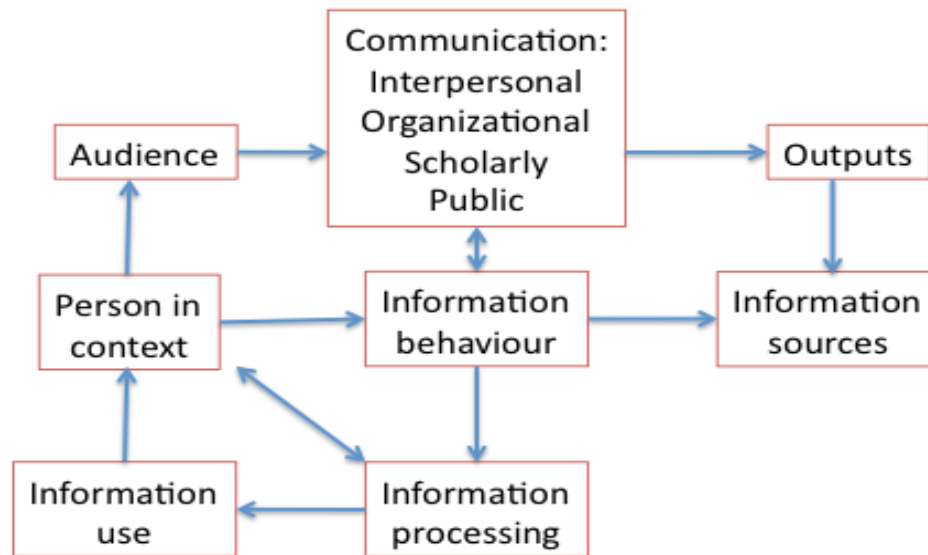 Communication:
Interpersonal
Organizational
Scholarly
Public
Audience
Outputs
Person in
context
Information
behaviour
Information
sources
Information
use
Information
processing